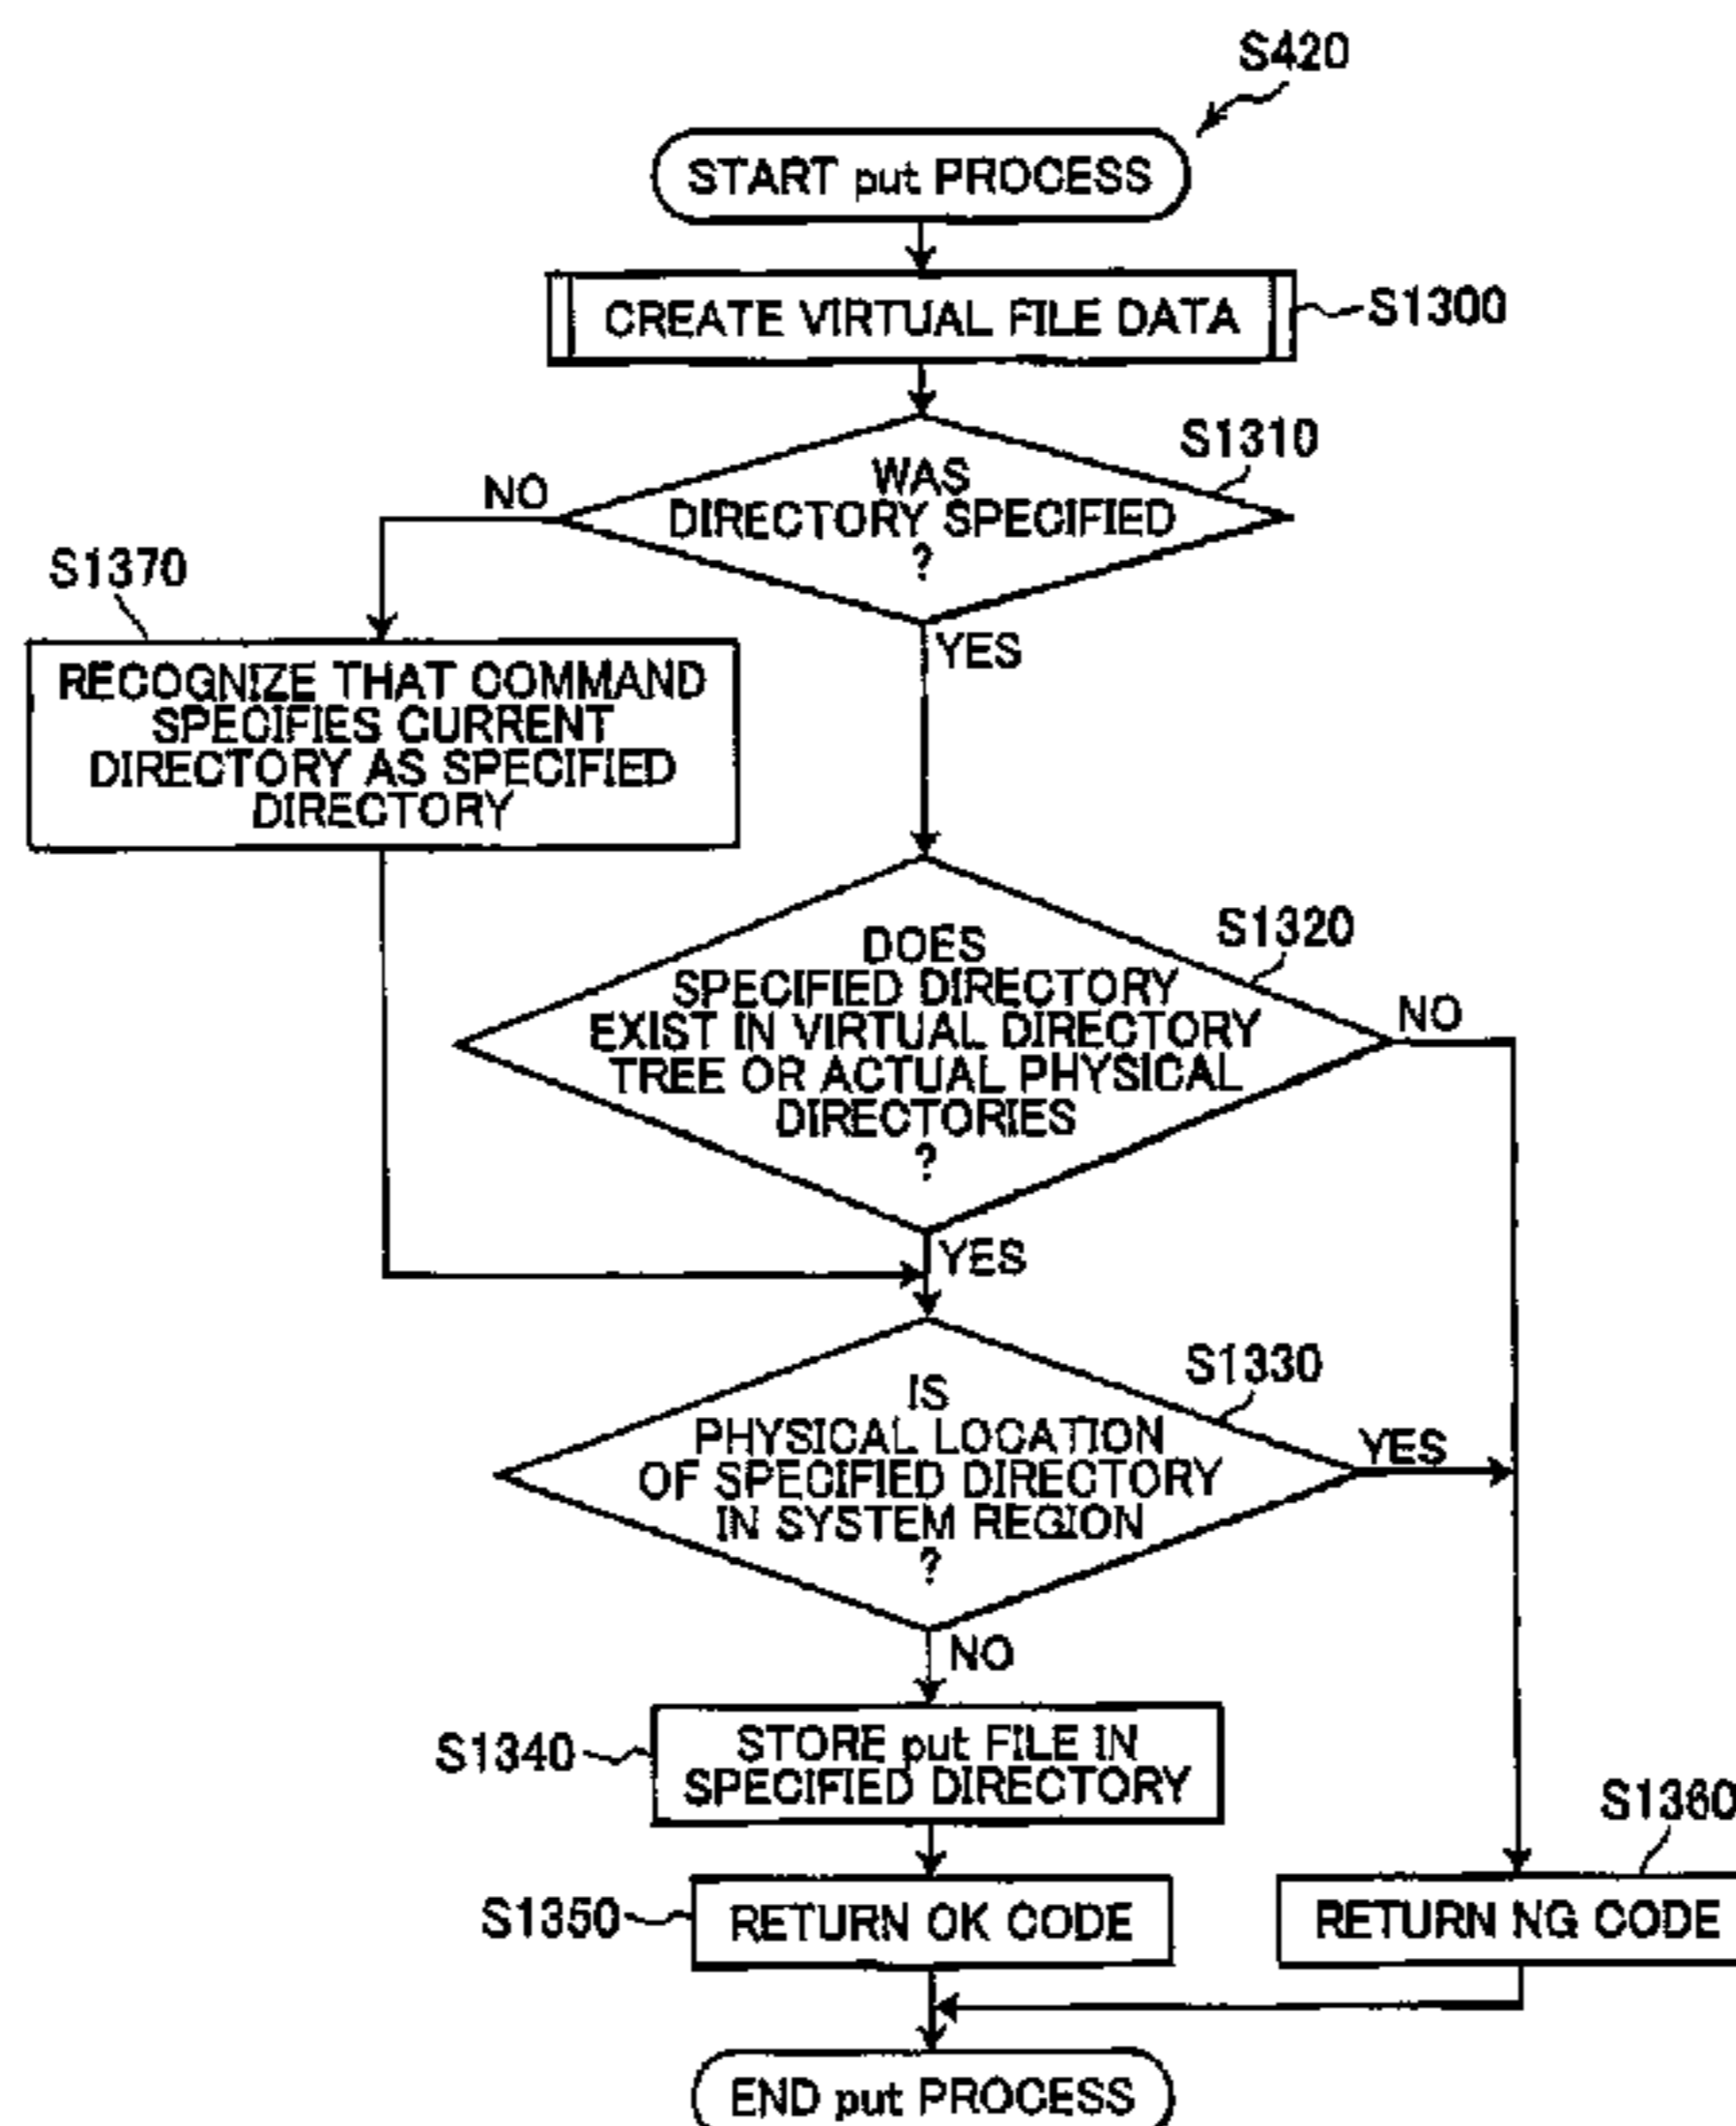 S420
START put PROCESS
CREATE VIRTUAL FILE DATA
S1300
S1310
WAS
DIRECTORY SPECIFIED
?
NO
YES
S1370
RECOGNIZE THAT COMMAND
SPECIFIES CURRENT
DIRECTORY AS SPECIFIED
DIRECTORY
S1320
DOES
SPECIFIED DIRECTORY
EXIST IN VIRTUAL DIRECTORY
TREE OR ACTUAL PHYSICAL
DIRECTORIES
?
NO
YES
S1330
IS
PHYSICAL LOCATION
OF SPECIFIED DIRECTORY
IN SYSTEM REGION
?
YES
NO
S1340
STORE put FILE IN
SPECIFIED DIRECTORY
S1360
S1350
RETURN OK CODE
RETURN NG CODE
END put PROCESS